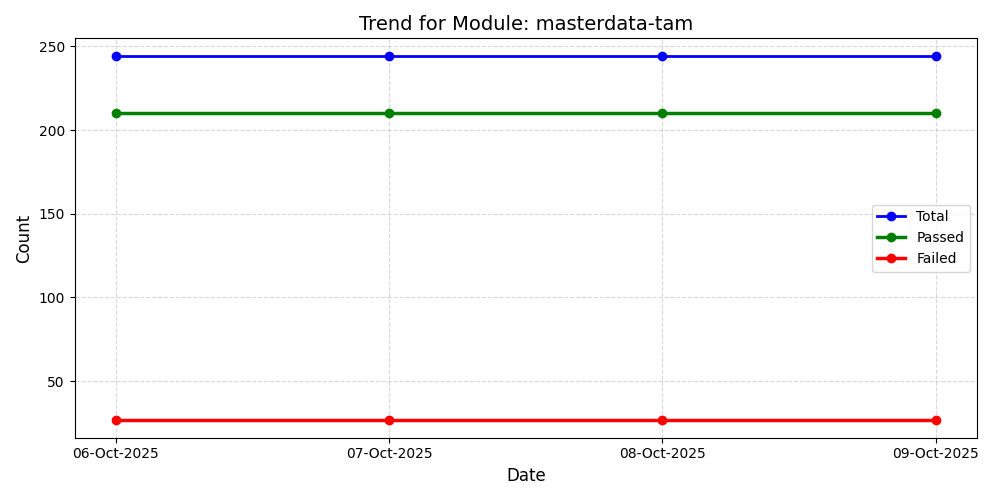 Trend for Module: masterdata-tam
250
200
150
100
50
Count
Total
Passed
Failed
06-Oct-2025
07-Oct-2025
08-Oct-2025
09-Oct-2025
Date